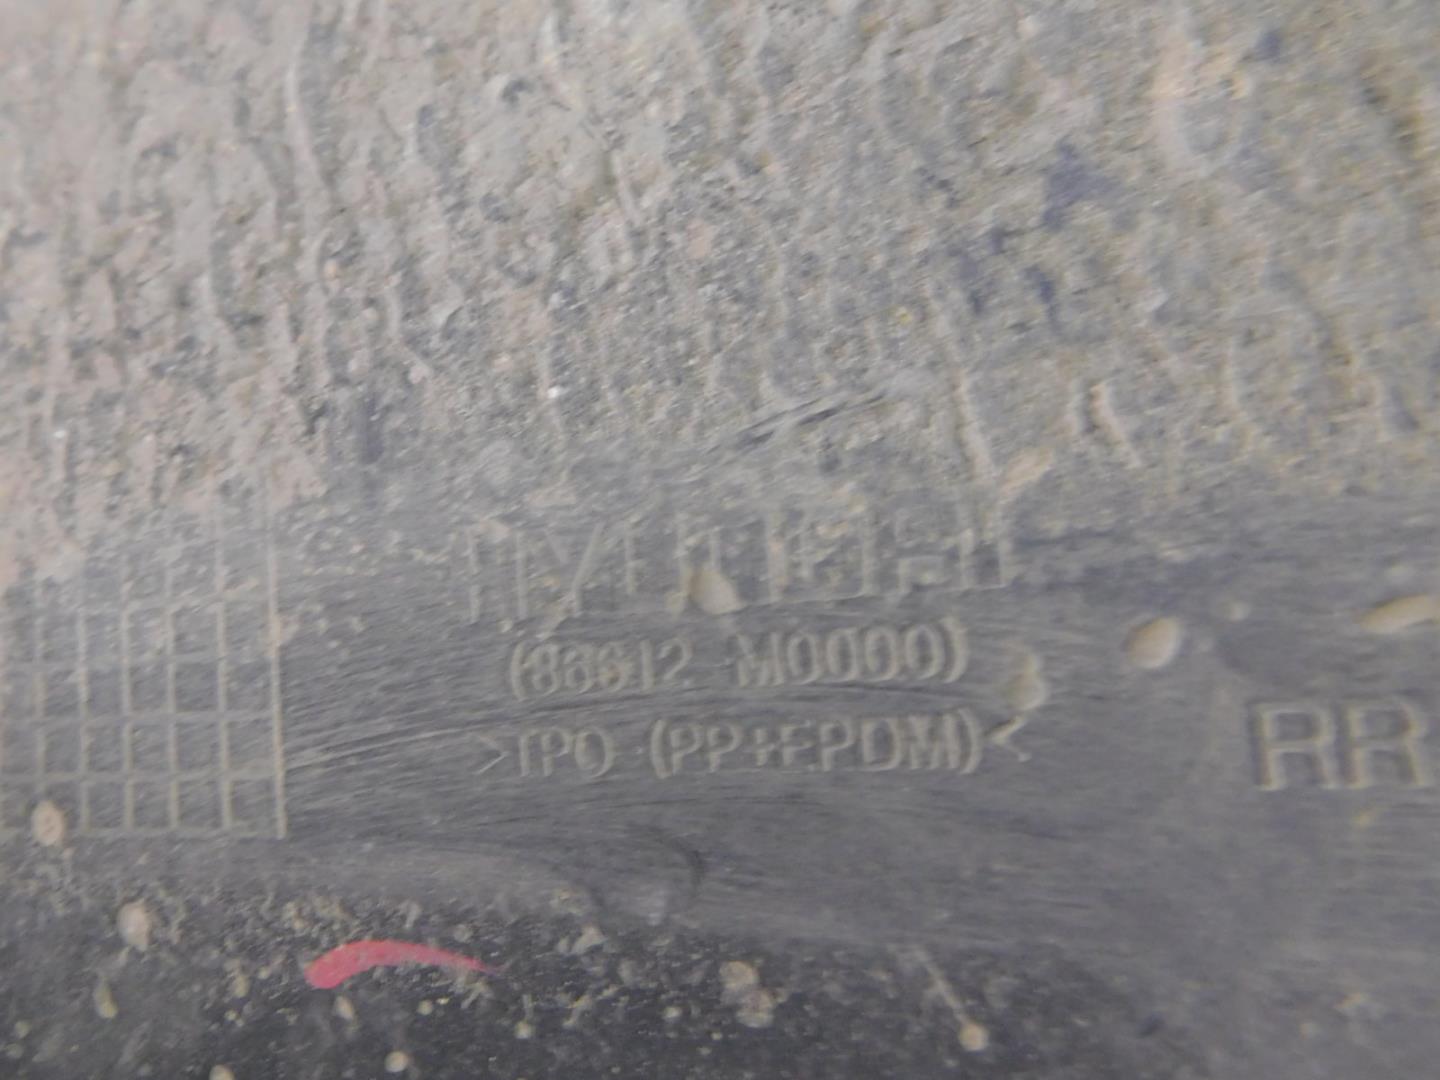 (86612-M0000)
>TPO (PP+EPDM)<
RR